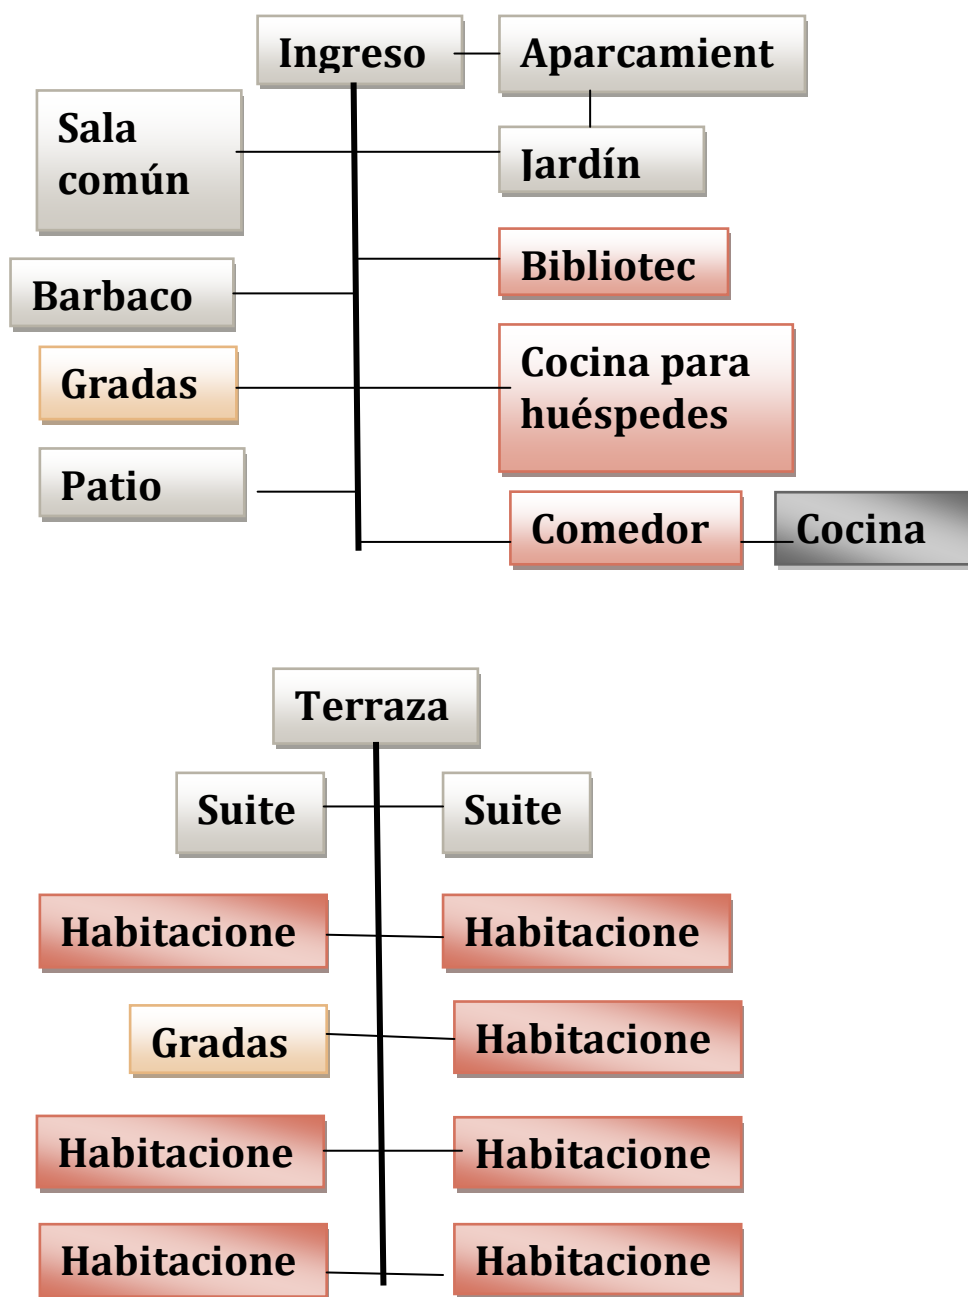 Ingreso
Aparcamient
Sala
común
Jardín
Bibliotec
Barbaco
Gradas
Cocina para
huéspedes
Patio
Comedor
Cocina
Terraza
Suite
Suite
Habitacione
Habitacione
Gradas
Habitacione
Habitacione
Habitacione
Habitacione
Habitacione